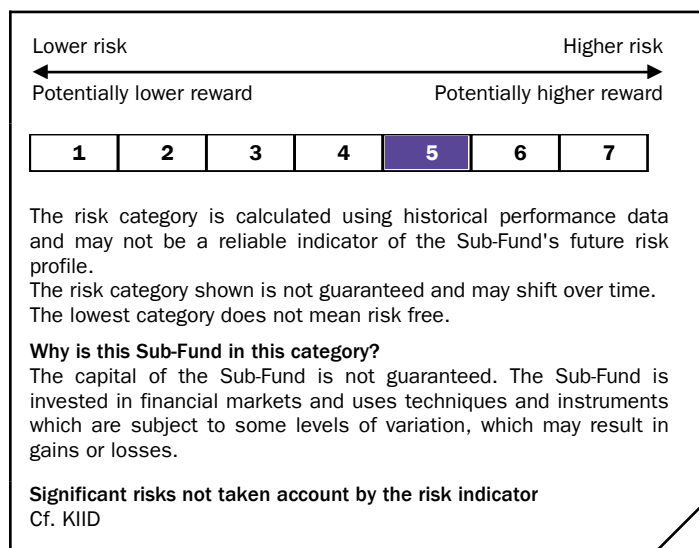 Lower risk Higher risk
Potentially lower reward Potentially higher reward
1 2 3 4 5 6 7
The risk category is calculated using historical performance data
and may not be a reliable indicator of the Sub-Fund's future risk
profile.
The risk category shown is not guaranteed and may shift over time.
The lowest category does not mean risk free.
Why is this Sub-Fund in this category?
The capital of the Sub-Fund is not guaranteed. The Sub-Fund is
invested in financial markets and uses techniques and instruments
which are subject to some levels of variation, which may result in
gains or losses.
Significant risks not taken account by the risk indicator
Cf. KIID